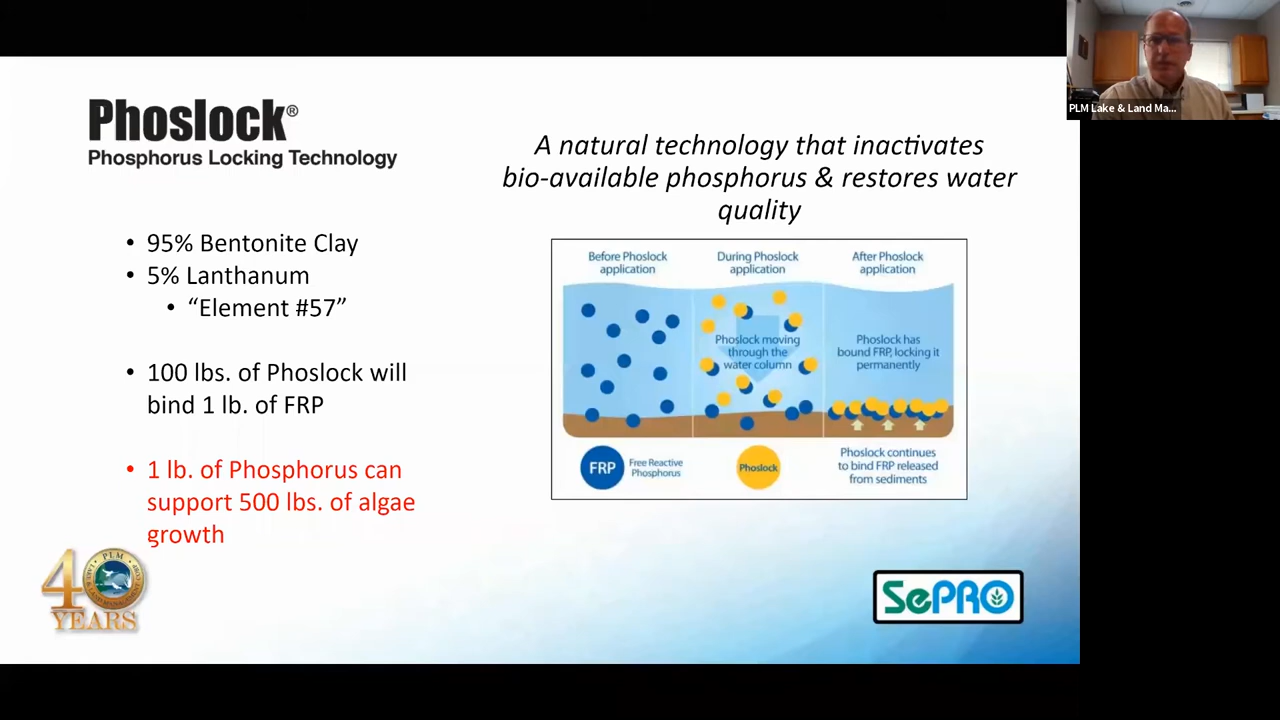 PLM Lake & Land Ma...
Phoslock®
Phosphorus Locking Technology
A natural technology that inactivates
bio-available phosphorus & restores water
quality
• 95% Bentonite Clay
• 5% Lanthanum
• “Element #57”
• 100 lbs. of Phoslock will
bind 1 lb. of FRP
• 1 lb. of Phosphorus can
support 500 lbs. of algae
growth
Before Phoslock
application
During Phoslock
application
After Phoslock
application
Phoslock moving
through the
water column
Phoslock has
bound FRP, locking it
permanently
FRP
Free Reactive
Phosphorus
Phoslock
Phoslock continues
to bind FRP released
from sediments
40
PLM
YEARS
SePRO